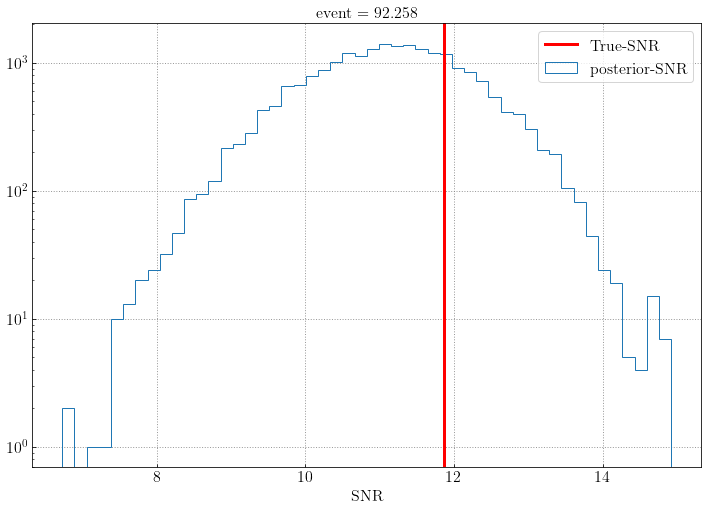 event = 92.258
True-SNR
posterior-SNR
10³
10²
10¹
10⁰
8 10 12 14
SNR